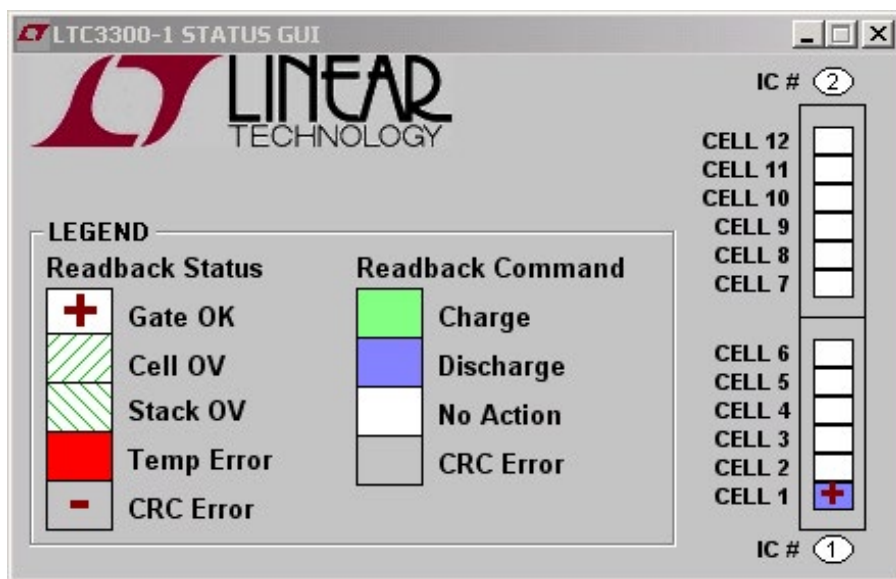 LTC3300-1 STATUS GUI
LINEAR
TECHNOLOGY
IC # 2
CELL 12
CELL 11
CELL 10
CELL 9
CELL 8
CELL 7
LEGEND
Readback Status
+ Gate OK
Cell OV
Stack OV
Temp Error
- CRC Error
Readback Command
Charge
Discharge
No Action
CRC Error
CELL 6
CELL 5
CELL 4
CELL 3
CELL 2
CELL 1 +
IC # 1